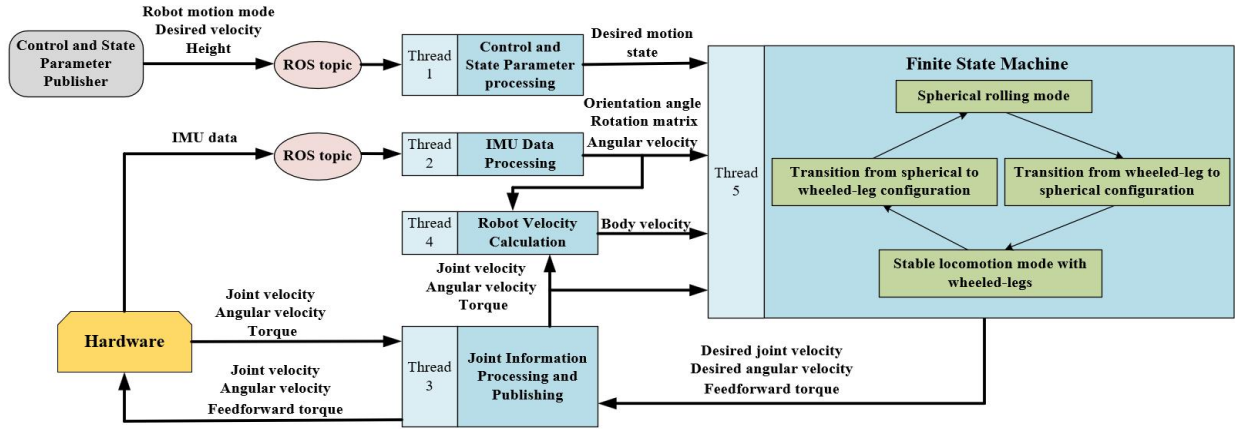 Control and State
Parameter
Publisher
Robot motion mode
Desired velocity
Height
ROS topic
Thread
1
Control and
State Parameter
processing
Desired motion
state
IMU data
ROS topic
Thread
2
IMU Data
Processing
Orientation angle
Rotation matrix
Angular velocity
Thread
4
Robot Velocity
Calculation
Body velocity
Joint velocity
Angular velocity
Torque
Hardware
Joint velocity
Angular velocity
Torque
Joint velocity
Angular velocity
Feedforward torque
Thread
3
Joint Information
Processing and
Publishing
Desired joint velocity
Desired angular velocity
Feedforward torque
Thread
5
Finite State Machine
Spherical rolling mode
Transition from spherical to
wheeled-leg configuration
Transition from wheeled-leg to
spherical configuration
Stable locomotion mode with
wheeled-legs